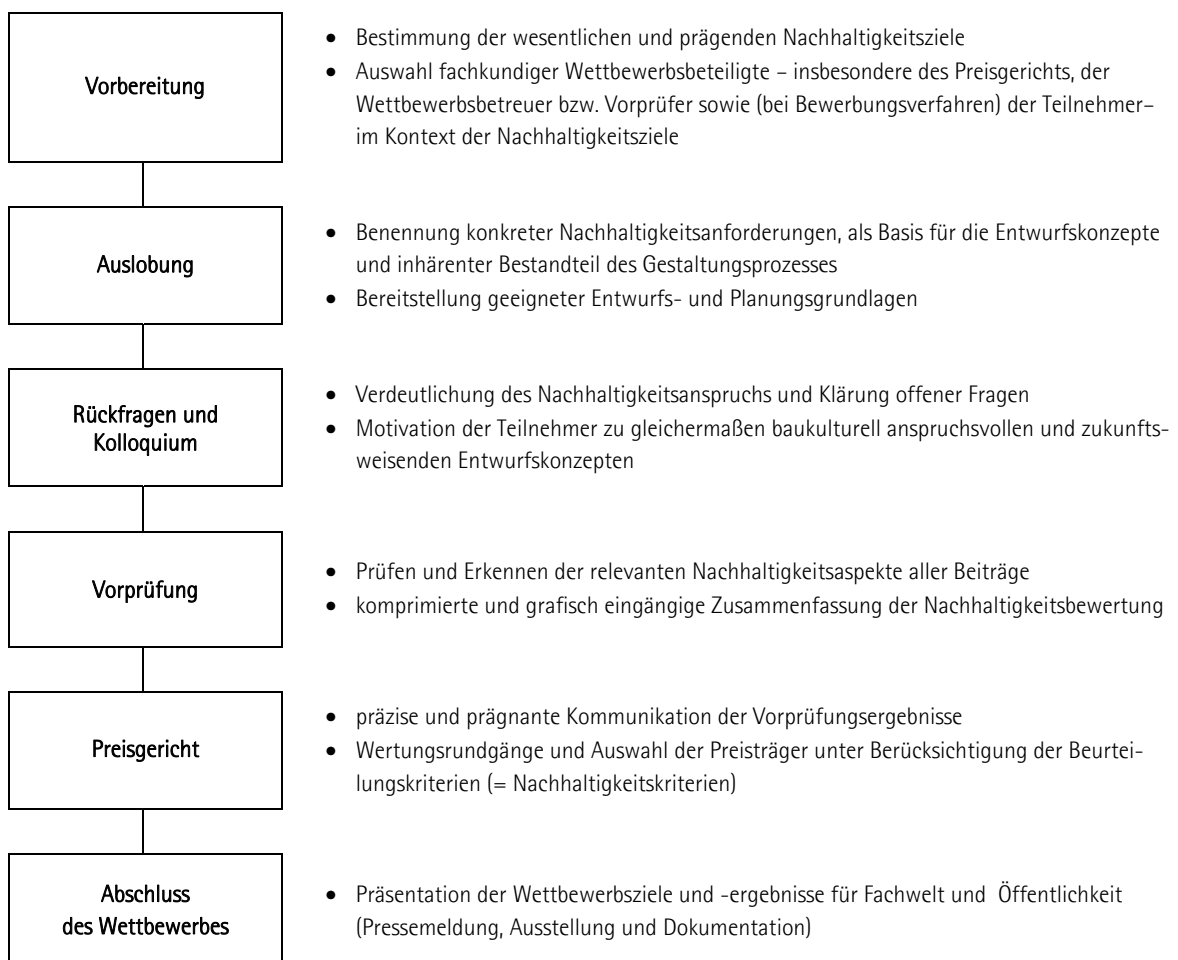 Vorbereitung
• Bestimmung der wesentlichen und prägenden Nachhaltigkeitsziele
• Auswahl fachkundiger Wettbewerbsbeteiligte – insbesondere des Preisgerichts, der
Wettbewerbsbetreuer bzw. Vorprüfer sowie (bei Bewerbungsverfahren) der Teilnehmer–
im Kontext der Nachhaltigkeitsziele
Auslobung
• Benennung konkreter Nachhaltigkeitsanforderungen, als Basis für die Entwurfskonzepte
und inhärenter Bestandteil des Gestaltungsprozesses
• Bereitstellung geeigneter Entwurfs- und Planungsgrundlagen
Rückfragen und
Kolloquium
• Verdeutlichung des Nachhaltigkeitsanspruchs und Klärung offener Fragen
• Motivation der Teilnehmer zu gleichermaßen baukulturell anspruchsvollen und zukunfts-
weisenden Entwurfskonzepten
Vorprüfung
• Prüfen und Erkennen der relevanten Nachhaltigkeitsaspekte aller Beiträge
• komprimierte und grafisch eingängige Zusammenfassung der Nachhaltigkeitsbewertung
Preisgericht
• präzise und prägnante Kommunikation der Vorprüfungsergebnisse
• Wertungsrundgänge und Auswahl der Preisträger unter Berücksichtigung der Beurtei-
lungskriterien (= Nachhaltigkeitskriterien)
Abschluss
des Wettbewerbes
• Präsentation der Wettbewerbsziele und -ergebnisse für Fachwelt und Öffentlichkeit
(Pressemeldung, Ausstellung und Dokumentation)